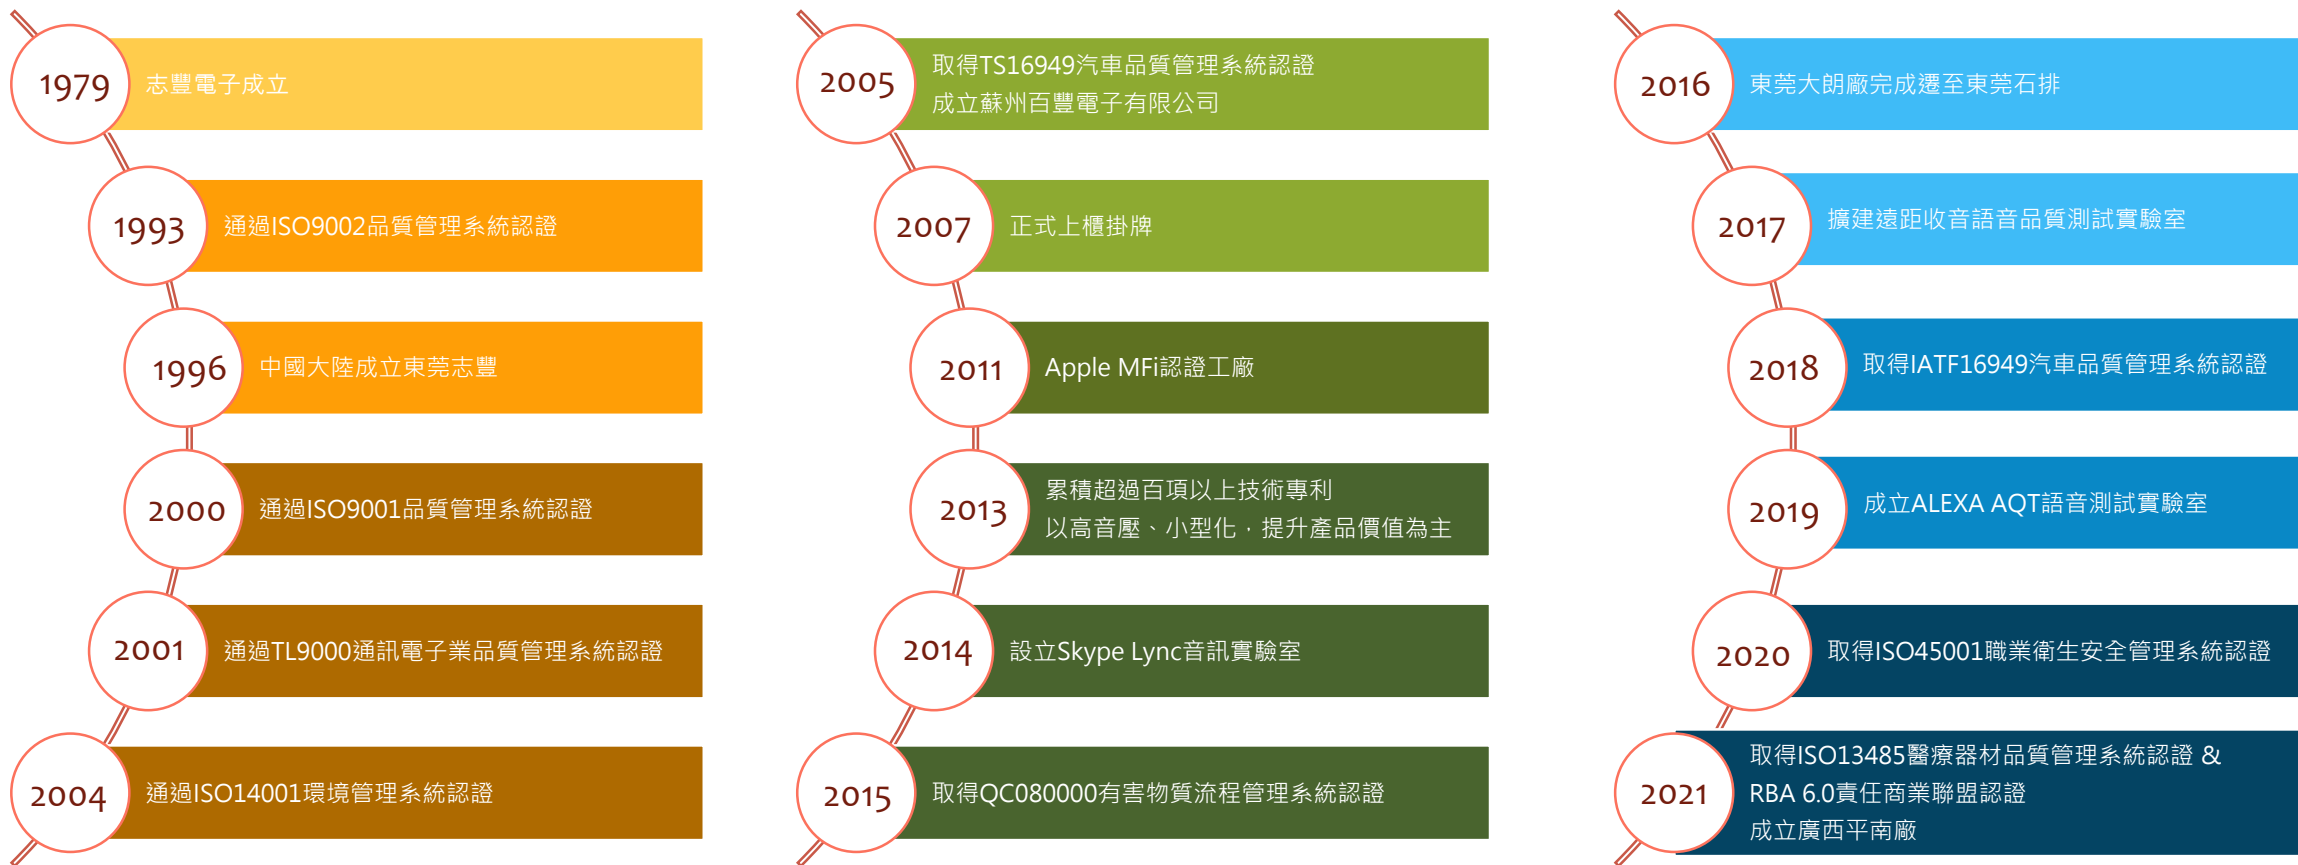 1979
志豐電子成立
1993
通過ISO9002品質管理系統認證
1996
中國大陸成立東莞志豐
2000
通過ISO9001品質管理系統認證
2001
通過TL9000通訊電子業品質管理系統認證
2004
通過ISO14001環境管理系統認證
2005
取得TS16949汽車品質管理系統認證
成立蘇州百豐電子有限公司
2007
正式上櫃掛牌
2011
Apple MFi認證工廠
2013
累積超過百項以上技術專利
以高音壓、小型化，提升產品價值為主
2014
設立Skype Lync音訊實驗室
2015
取得QC080000有害物質流程管理系統認證
2016
東莞大朗廠完成遷至東莞石排
2017
擴建遠距收音語音品質測試實驗室
2018
取得IATF16949汽車品質管理系統認證
2019
成立ALEXA AQT語音測試實驗室
2020
取得ISO45001職業衛生安全管理系統認證
2021
取得ISO13485醫療器材品質管理系統認證 &
RBA 6.0責任商業聯盟認證
成立廣西平南廠